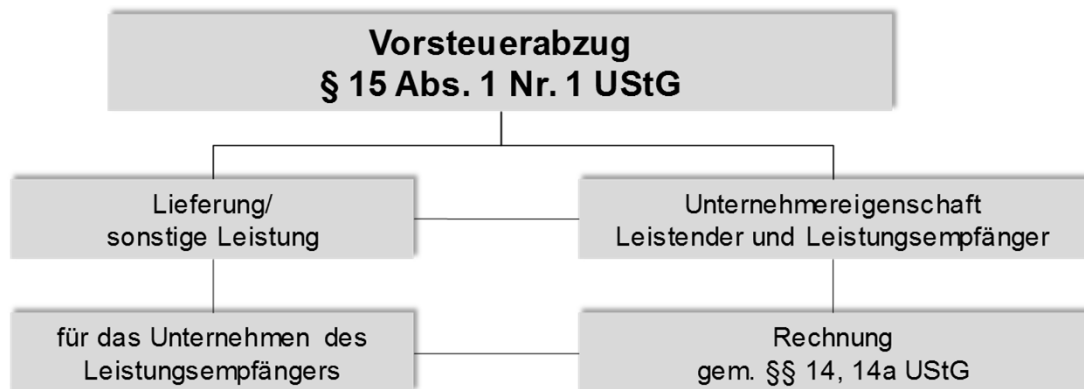 Vorsteuerabzug
§ 15 Abs. 1 Nr. 1 UStG
Lieferung/
sonstige Leistung
Unternehmereigenschaft
Leistender und Leistungsempfänger
für das Unternehmen des
Leistungsempfängers
Rechnung
gem. §§ 14, 14a UStG